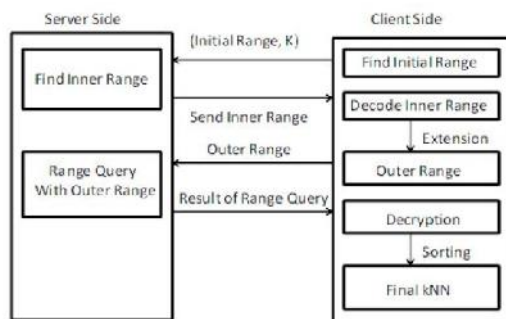 Server Side
Client Side
(Initial Range, K)
Find Inner Range
Find Initial Range
Send Inner Range
Decode Inner Range
Extension
Outer Range
Outer Range
Range Query
With Outer Range
Result of Range Query
Decryption
Sorting
Final kNN